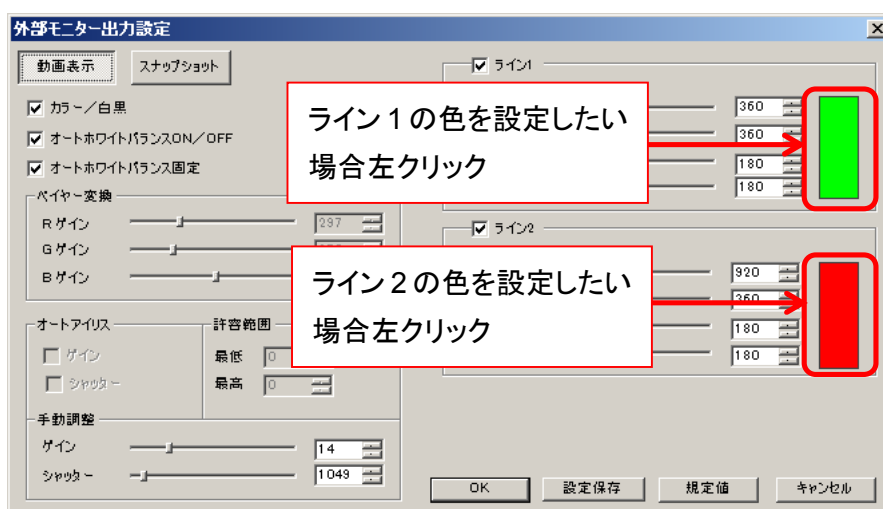 外部モニター出力設定
動画表示
スナップショット
カラー／白黒
オートホワイトバランスON／OFF
オートホワイトバランス固定
ベイヤー変換
Rゲイン
297
Gゲイン
Bゲイン
オートアイリス
許容範囲
ゲイン
最低
0
シャッター
最高
0
手動調整
ゲイン
14
シャッター
1049
ライン1
360
360
180
180
ライン1の色を設定したい
場合左クリック
ライン2
920
360
180
180
ライン2の色を設定したい
場合左クリック
OK
設定保存
規定値
キャンセル